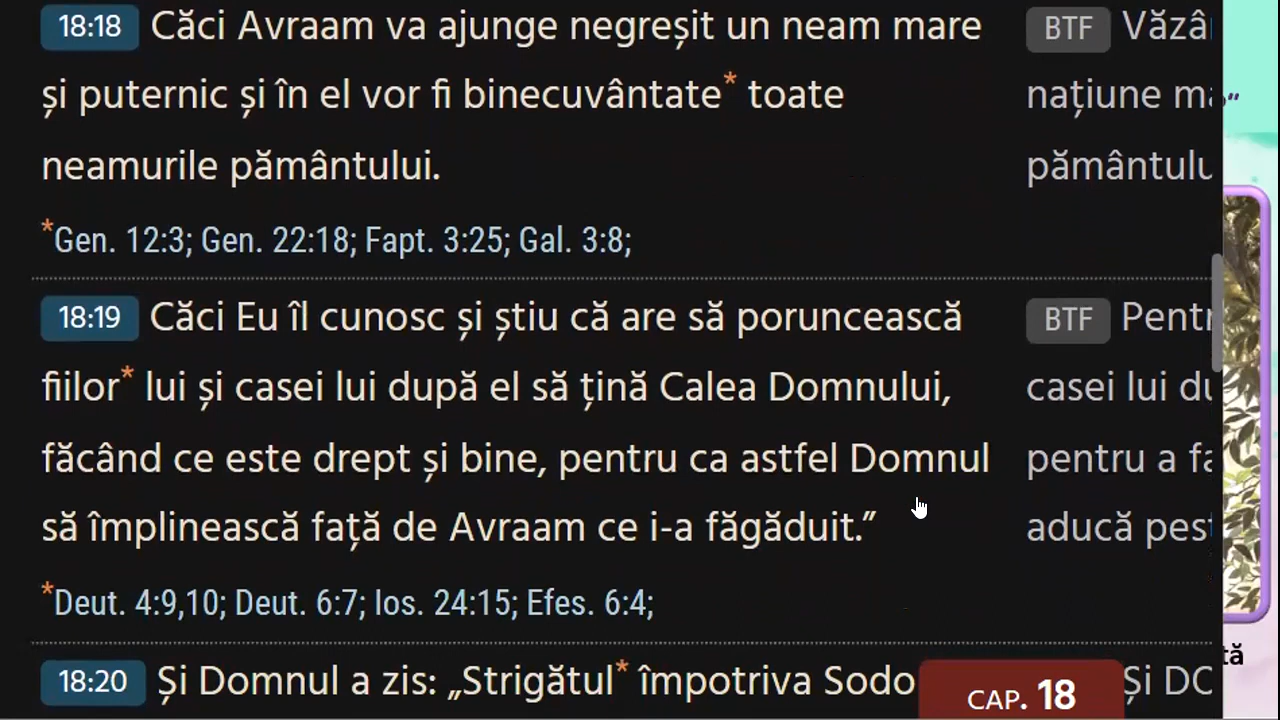 18:18 Căci Avraam va ajunge negreșit un neam mare
și puternic și în el vor fi binecuvântate* toate
neamurile pământului.
*Gen. 12:3; Gen. 22:18; Fapt. 3:25; Gal. 3:8;
18:19 Căci Eu îl cunosc și știu că are să poruncească
fiilor* lui și casei lui după el să țină Calea Domnului,
făcând ce este drept și bine, pentru ca astfel Domnul
să împlinească față de Avraam ce i-a făgăduit.”
*Deut. 4:9,10; Deut. 6:7; Ios. 24:15; Efes. 6:4;
18:20 Și Domnul a zis: „Strigătul* împotriva Sodo
BTF
națiune
BTF
casei lui
pentru a
Și
CAP. 18